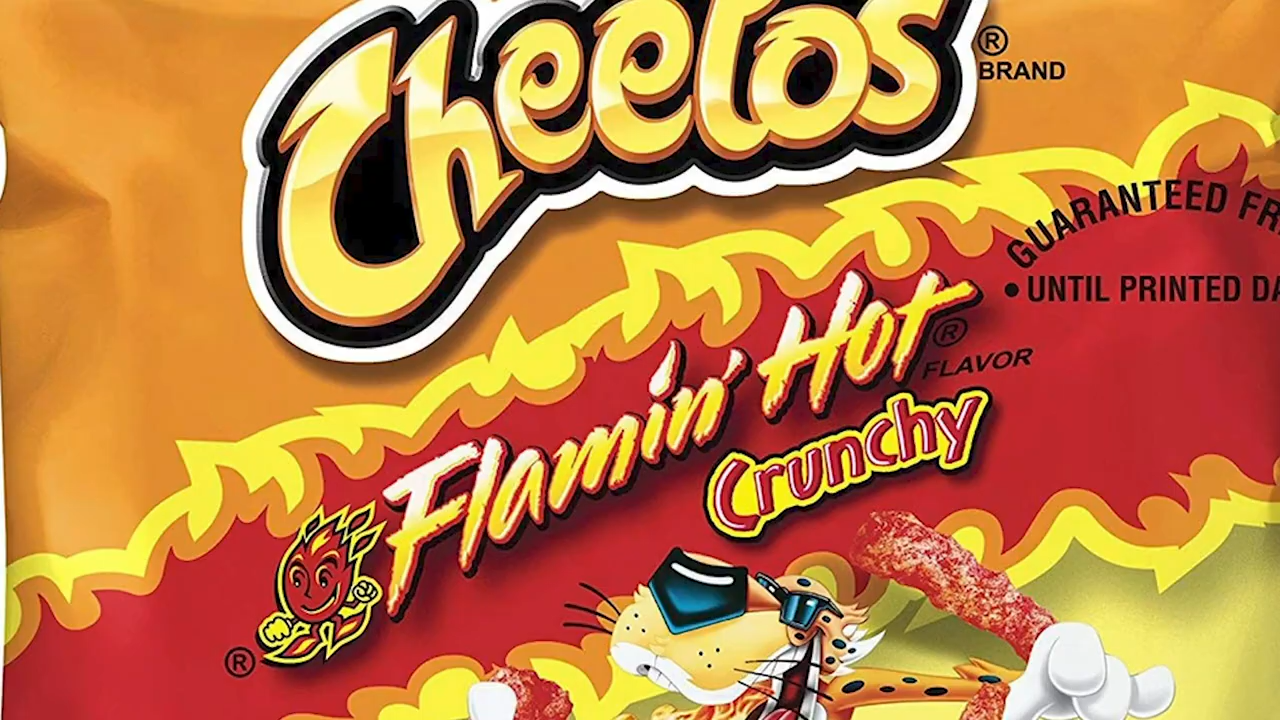 Cheetos
®
BRAND
GUARANTEED FR
• UNTIL PRINTED DA
Flamin' Hot
®
FLAVOR
Crunchy
®